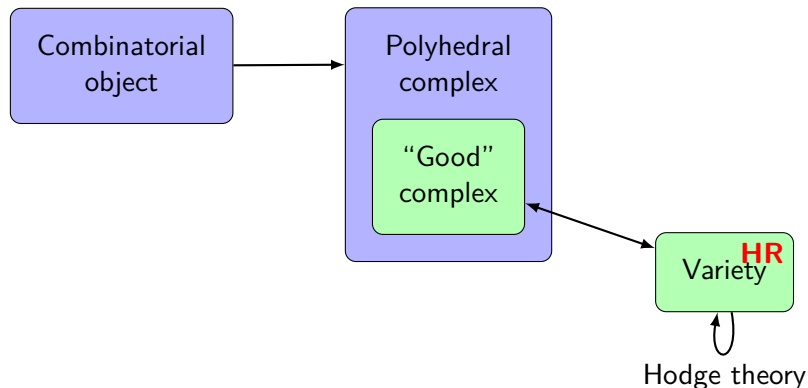 Combinatorial
object
Polyhedral
complex
“Good”
complex
HR
Variety
Hodge theory